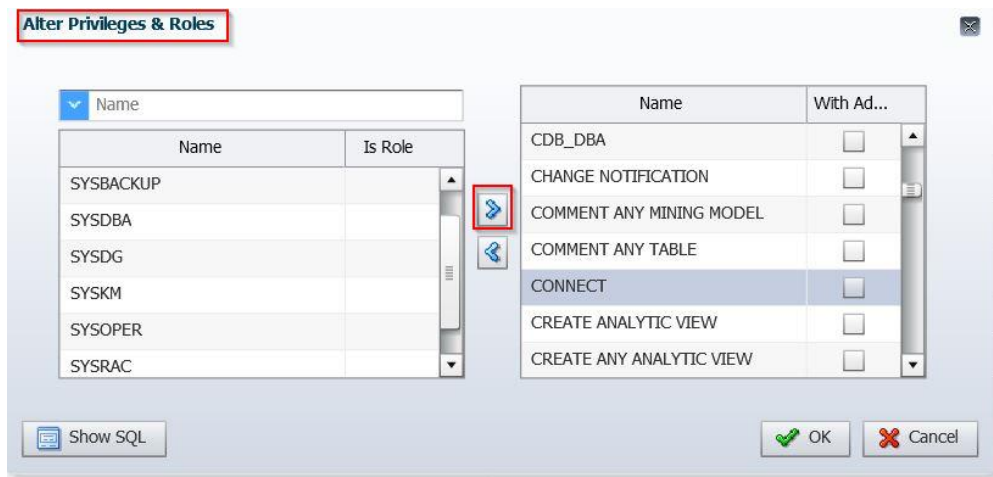 Alter Privileges & Roles
Name
Name Is Role
SYSBACKUP
SYSDBA
SYSDG
SYSKM
SYSOPER
SYSRAC
Name With Ad...
CDB_DBA
CHANGE NOTIFICATION
COMMENT ANY MINING MODEL
COMMENT ANY TABLE
CONNECT
CREATE ANALYTIC VIEW
CREATE ANY ANALYTIC VIEW
Show SQL
OK
Cancel